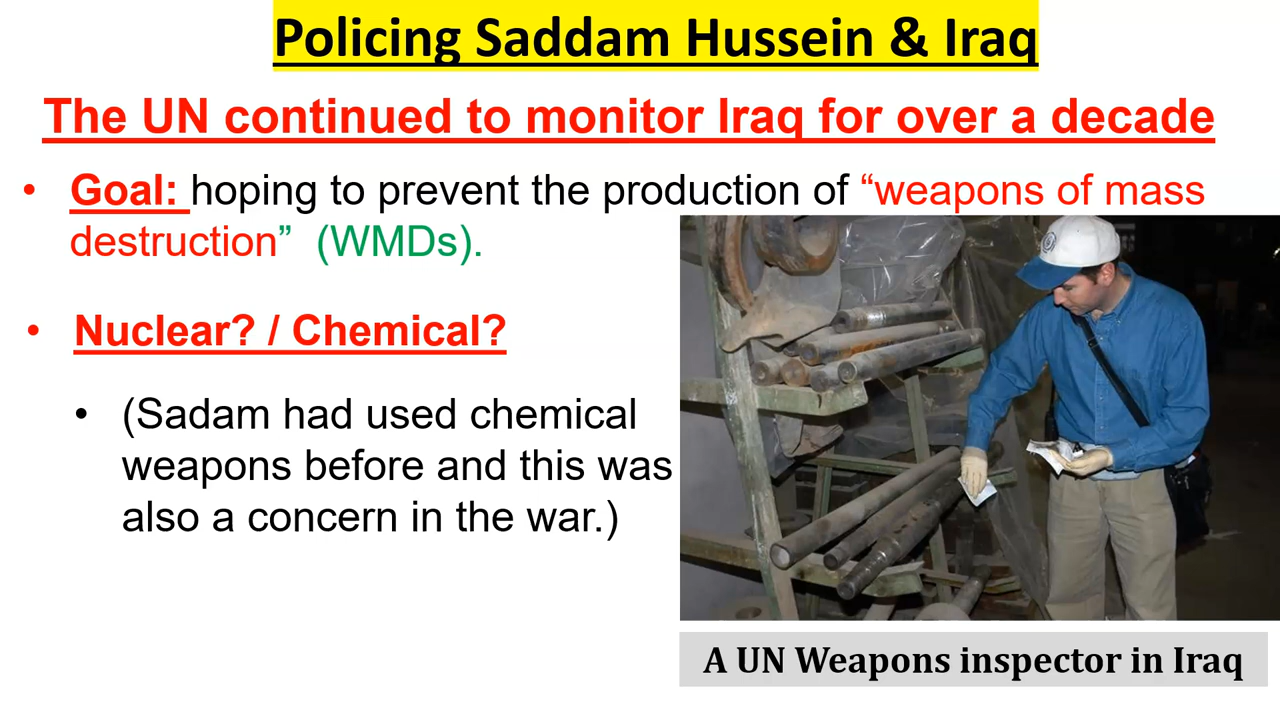 Policing Saddam Hussein & Iraq
The UN continued to monitor Iraq for over a decade
• Goal: hoping to prevent the production of “weapons of mass
destruction” (WMDs).
• Nuclear? / Chemical?
• (Sadam had used chemical
weapons before and this was
also a concern in the war.)
A UN Weapons inspector in Iraq